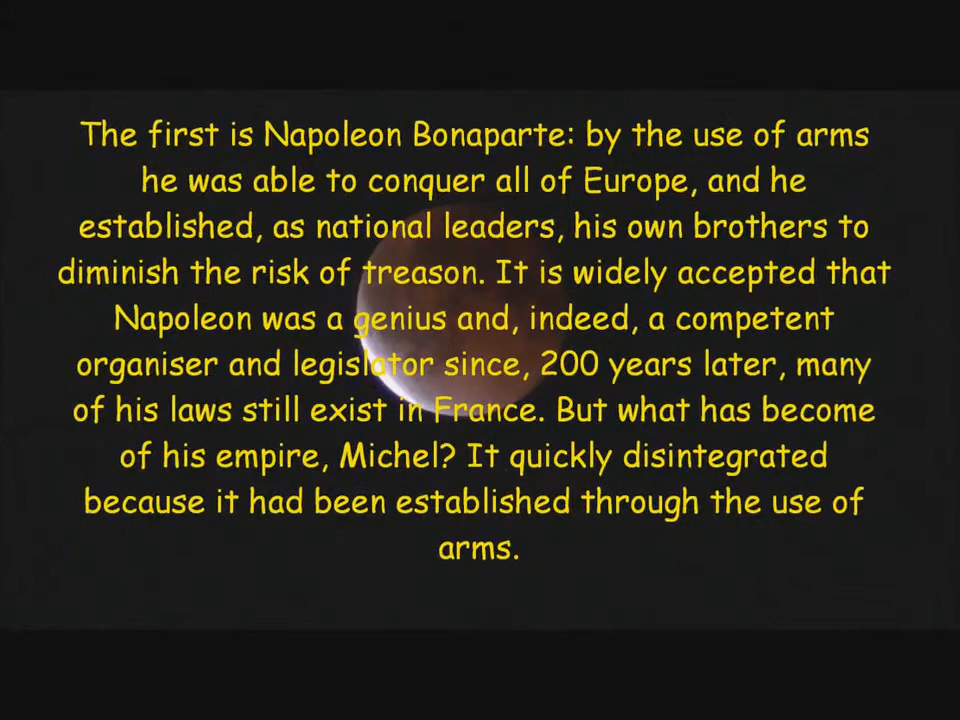 The first is Napoleon Bonaparte: by the use of arms
he was able to conquer all of Europe, and he
established, as national leaders, his own brothers to
diminish the risk of treason. It is widely accepted that
Napoleon was a genius and, indeed, a competent
organiser and legislator since, 200 years later, many
of his laws still exist in France. But what has become
of his empire, Michel? It quickly disintegrated
because it had been established through the use of
arms.